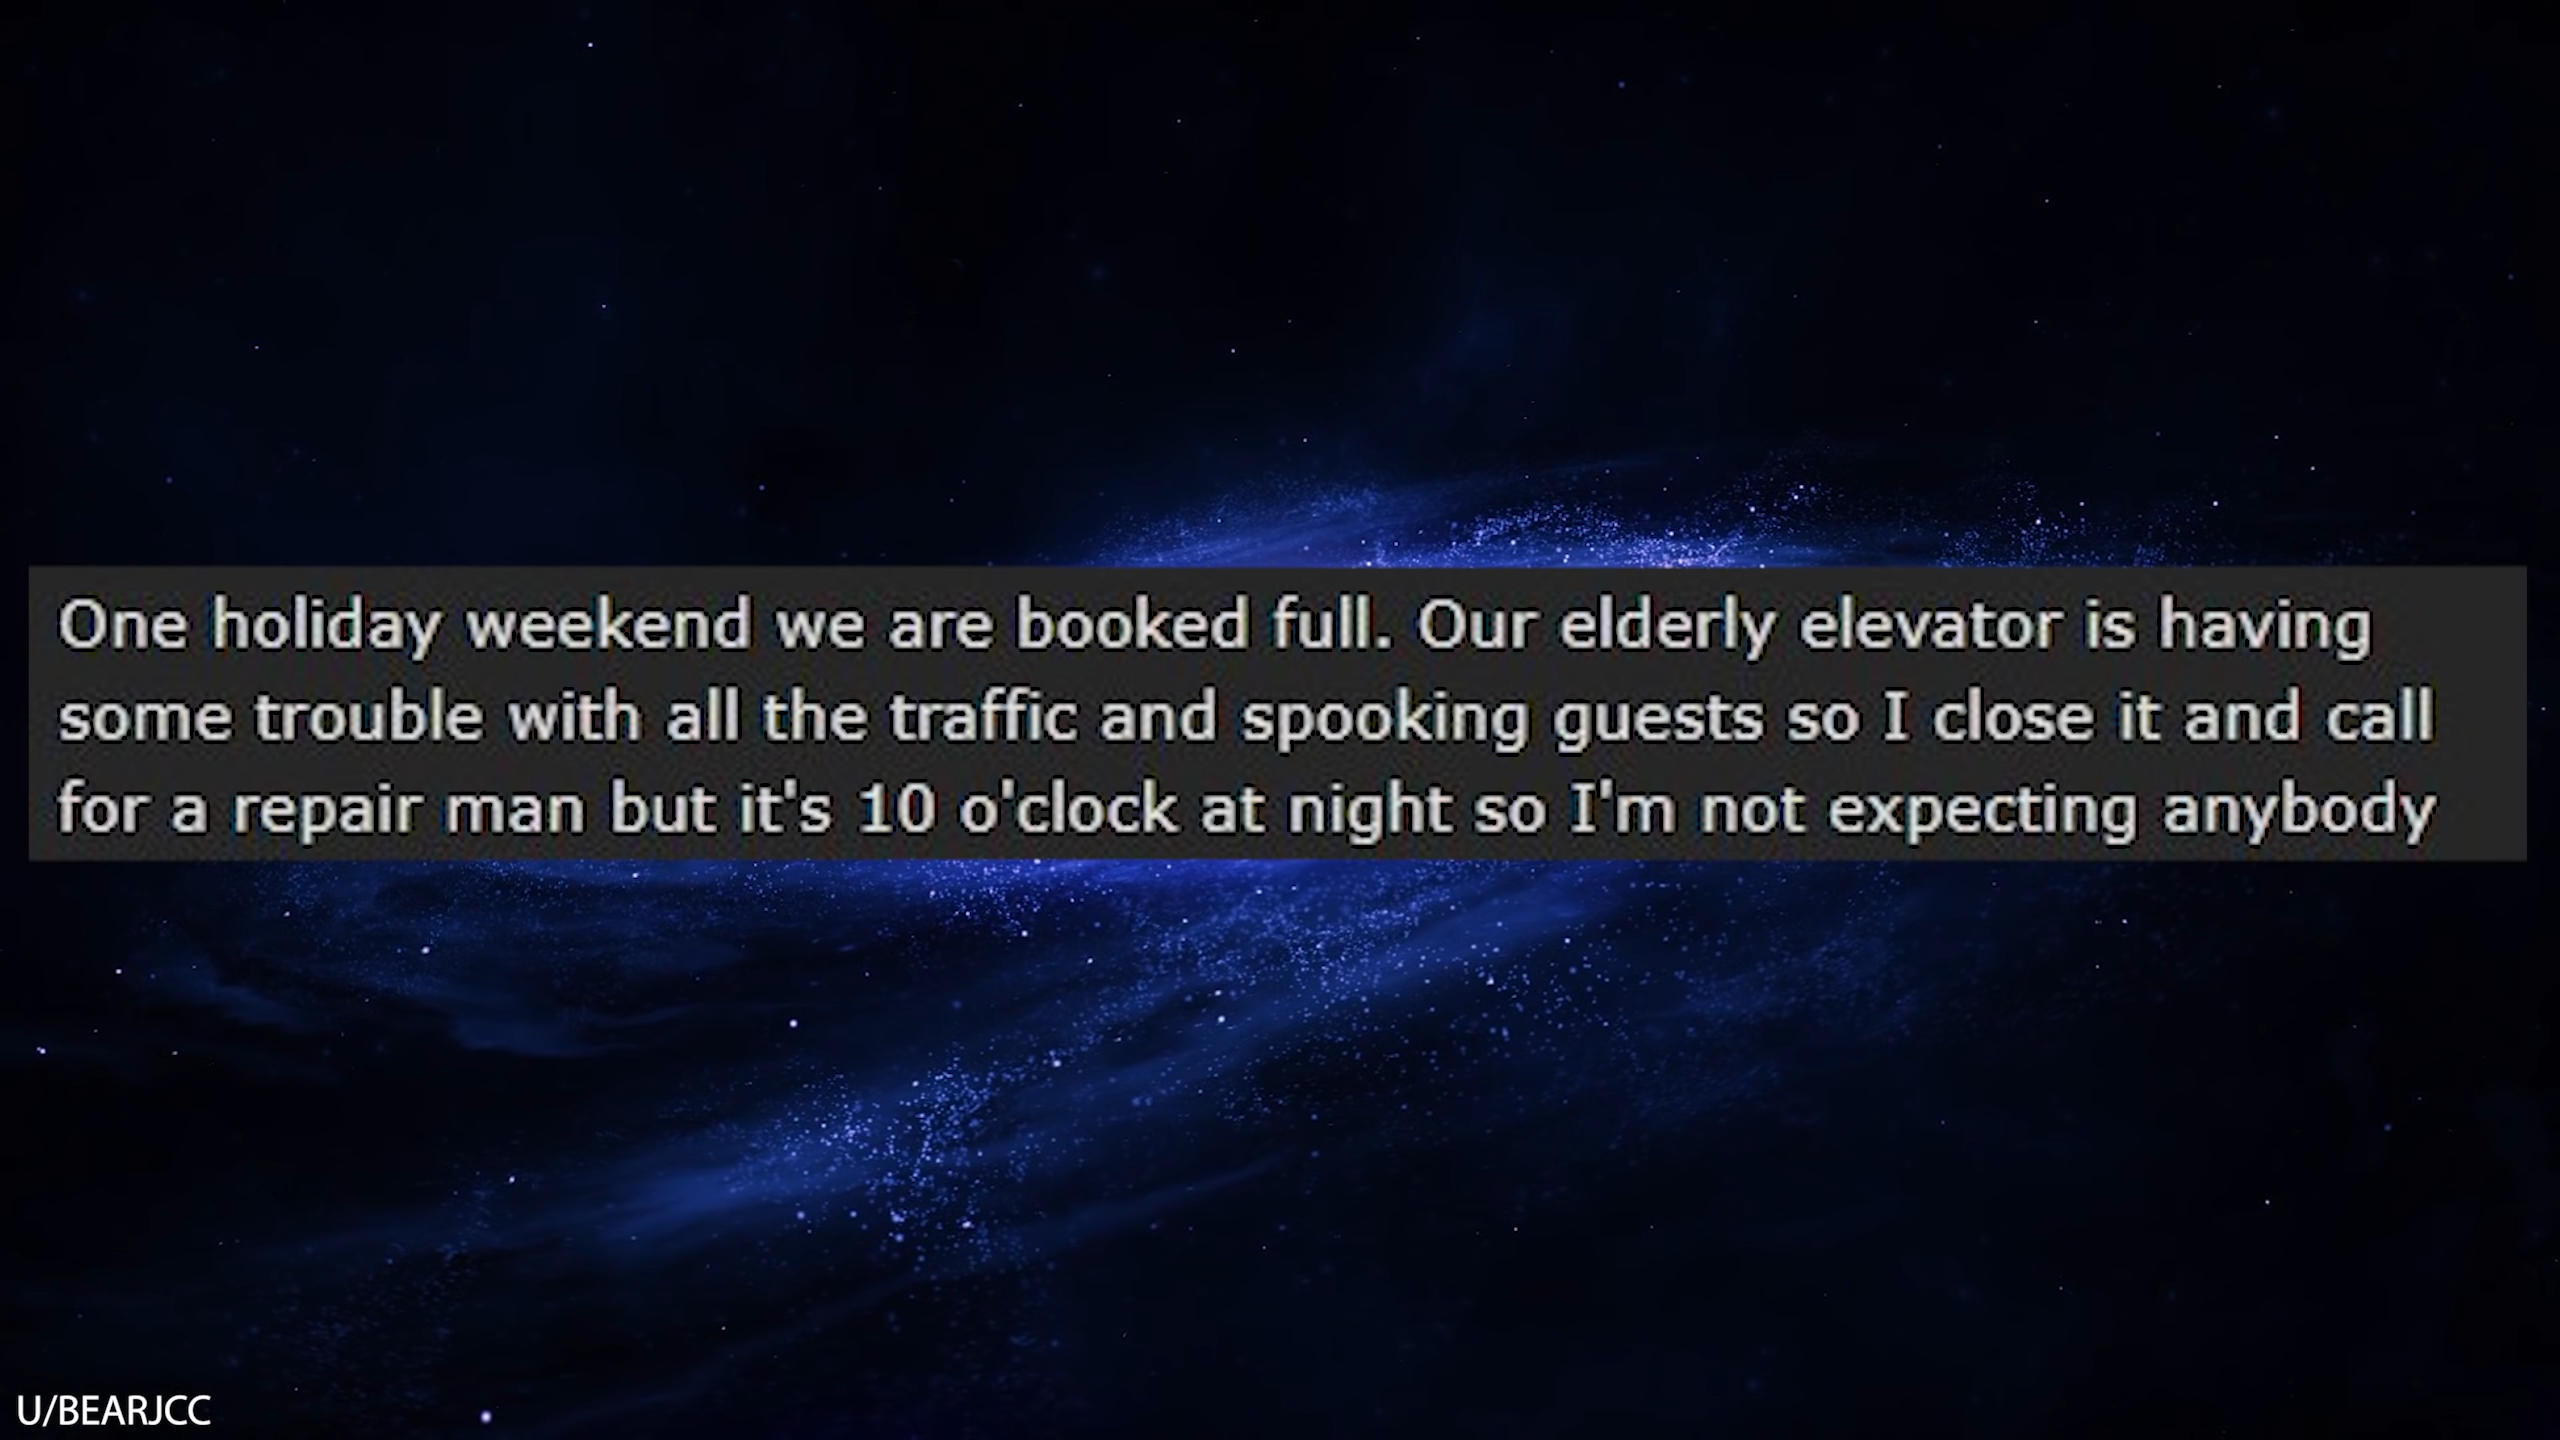 One holiday weekend we are booked full. Our elderly elevator is having
some trouble with all the traffic and spooking guests so I close it and call
for a repair man but it's 10 o'clock at night so I'm not expecting anybody
U/BEARJCC